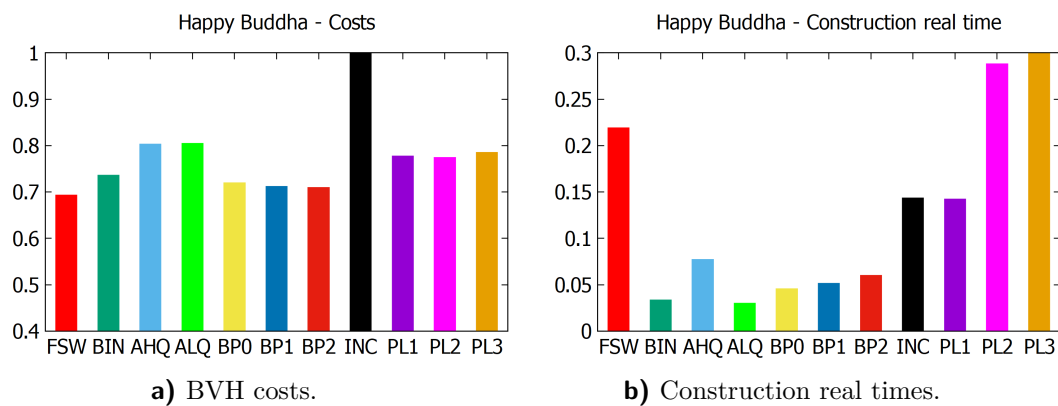 Happy Buddha - Costs
1
0.9
0.8
0.7
0.6
0.5
0.4
FSW BIN AHQ ALQ BP0 BP1 BP2 INC PL1 PL2 PL3
a) BVH costs.
Happy Buddha - Construction real time
0.3
0.25
0.2
0.15
0.1
0.05
0
FSW BIN AHQ ALQ BP0 BP1 BP2 INC PL1 PL2 PL3
b) Construction real times.